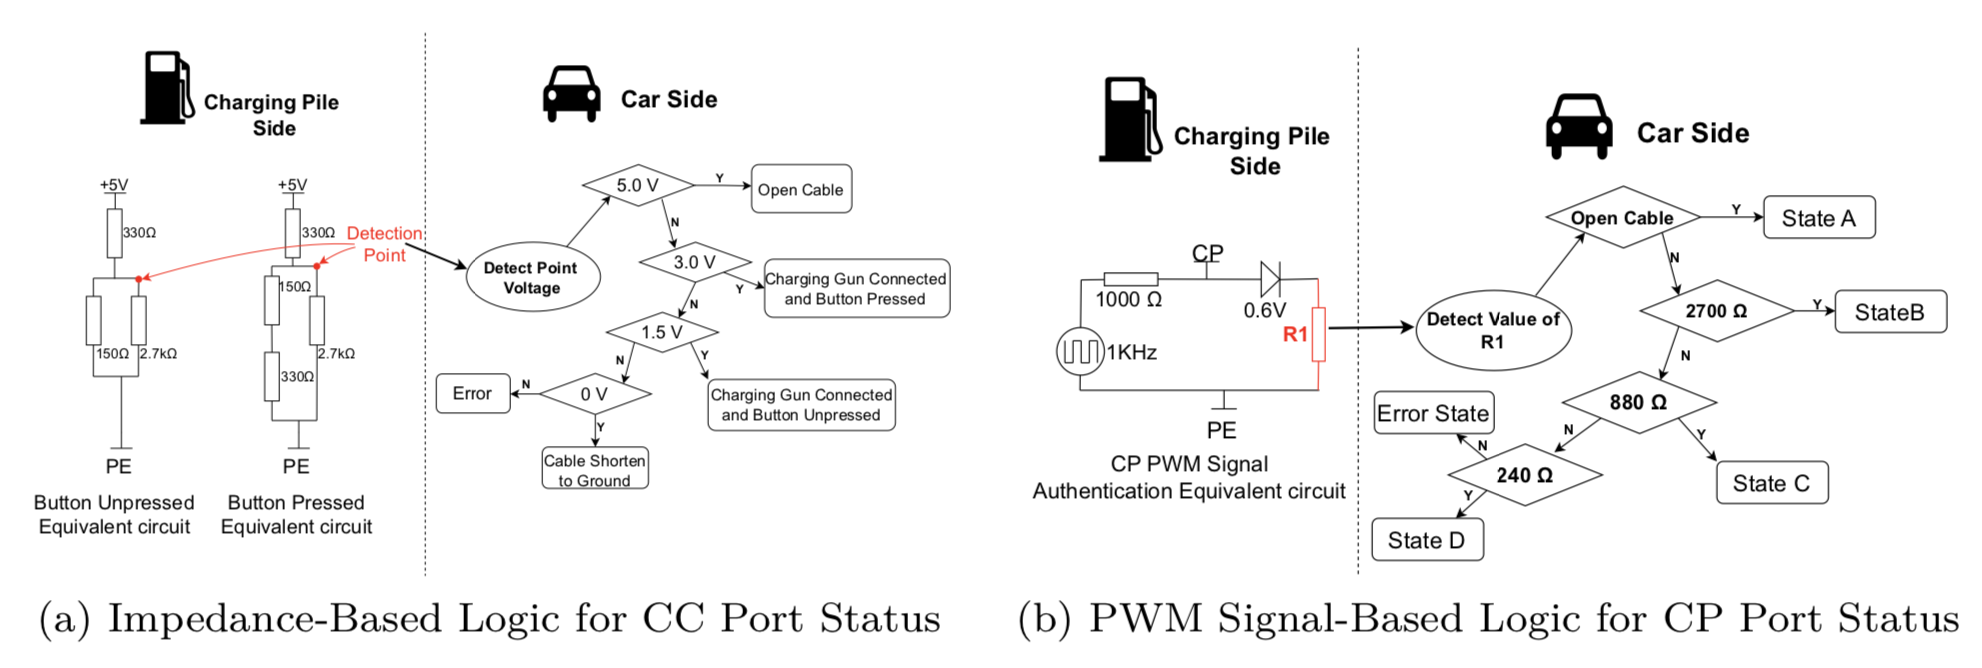 Charging Pile
Side
Car Side
+5V
+5V
330Ω
330Ω
Detection
Point
150Ω
150Ω
2.7kΩ
2.7kΩ
330Ω
PE
PE
Button Unpressed
Equivalent circuit
Button Pressed
Equivalent circuit
Detect Point
Voltage
5.0 V
Y
Open Cable
N
3.0 V
Y
Charging Gun Connected
and Button Pressed
N
1.5 V
N
Y
Charging Gun Connected
and Button Unpressed
0 V
N
Error
Y
Cable Shorten
to Ground
(a) Impedance-Based Logic for CC Port Status
Charging Pile
Side
Car Side
CP
1000 Ω
0.6V
R1
1KHz
PE
CP PWM Signal
Authentication Equivalent circuit
Detect Value of
R1
Open Cable
Y
State A
N
2700 Ω
Y
StateB
N
880 Ω
N
Y
State C
240 Ω
N
Error State
Y
State D
(b) PWM Signal-Based Logic for CP Port Status